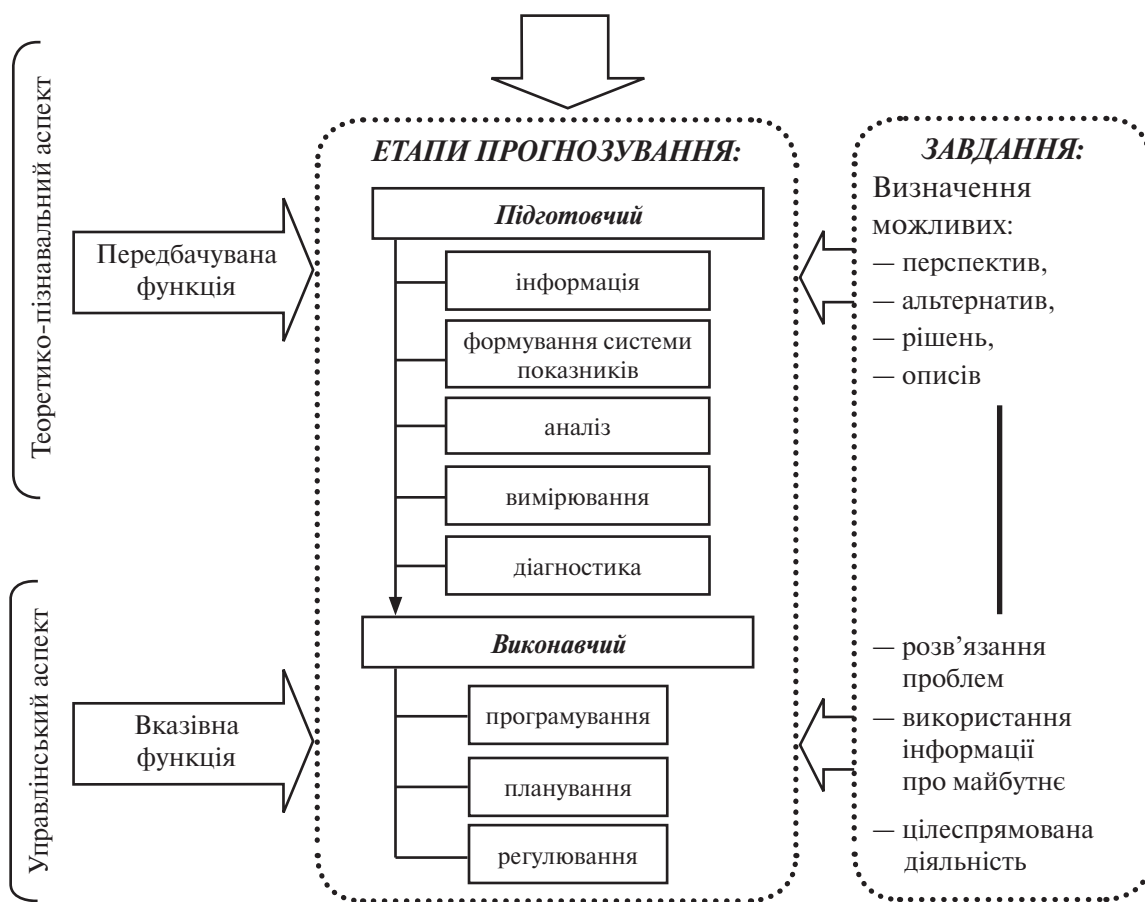 Теоретико-пізнавальний аспект
Управлінський аспект
Передбачувана
функція
Вказівна
функція
ЕТАПИ ПРОГНОЗУВАННЯ:
Підготовчий
інформація
формування системи
показників
аналіз
вимірювання
діагностика
Виконавчий
програмування
планування
регулювання
ЗАВДАННЯ:
Визначення
можливих:
— перспектив,
— альтернатив,
— рішень,
— описів
— розв’язання
проблем
— використання
інформації
про майбутнє
— цілеспрямована
діяльність